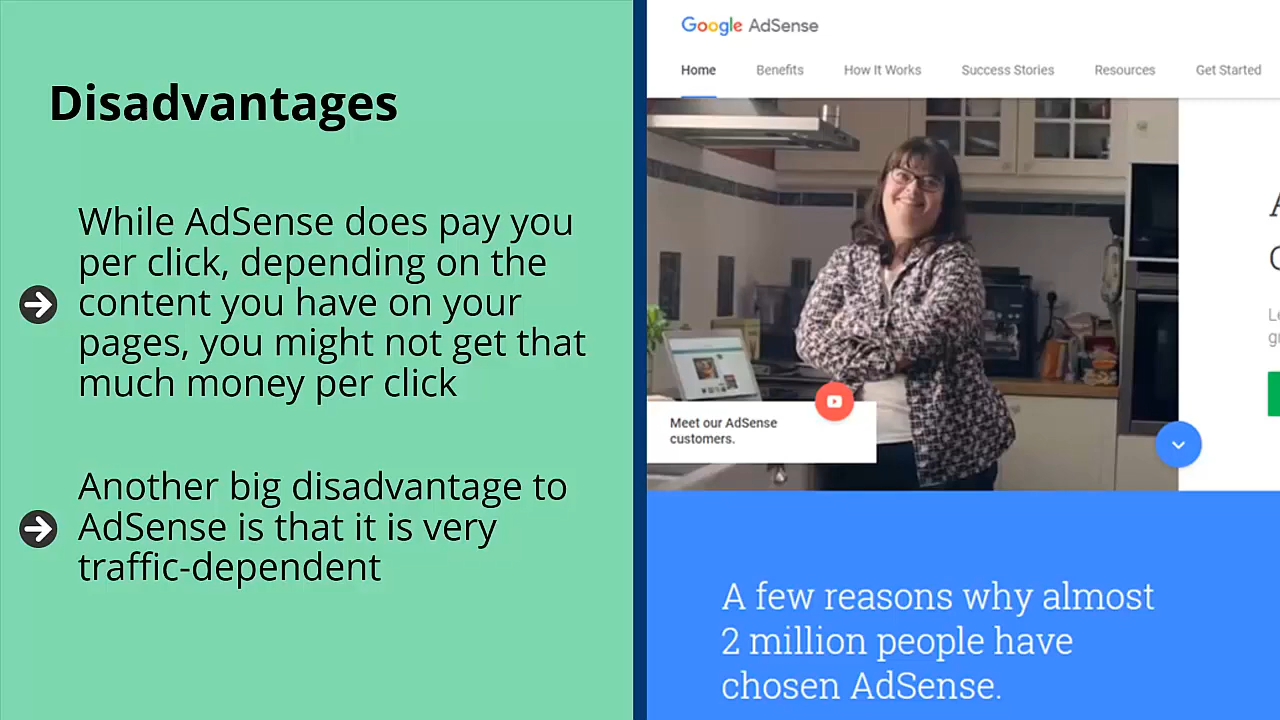 Disadvantages
While AdSense does pay you
per click, depending on the
content you have on your
pages, you might not get that
much money per click
Another big disadvantage to
AdSense is that it is very
traffic-dependent
Google AdSense
Home Benefits How It Works Success Stories Resources Get Started
Meet our AdSense
customers.
A few reasons why almost
2 million people have
chosen AdSense.